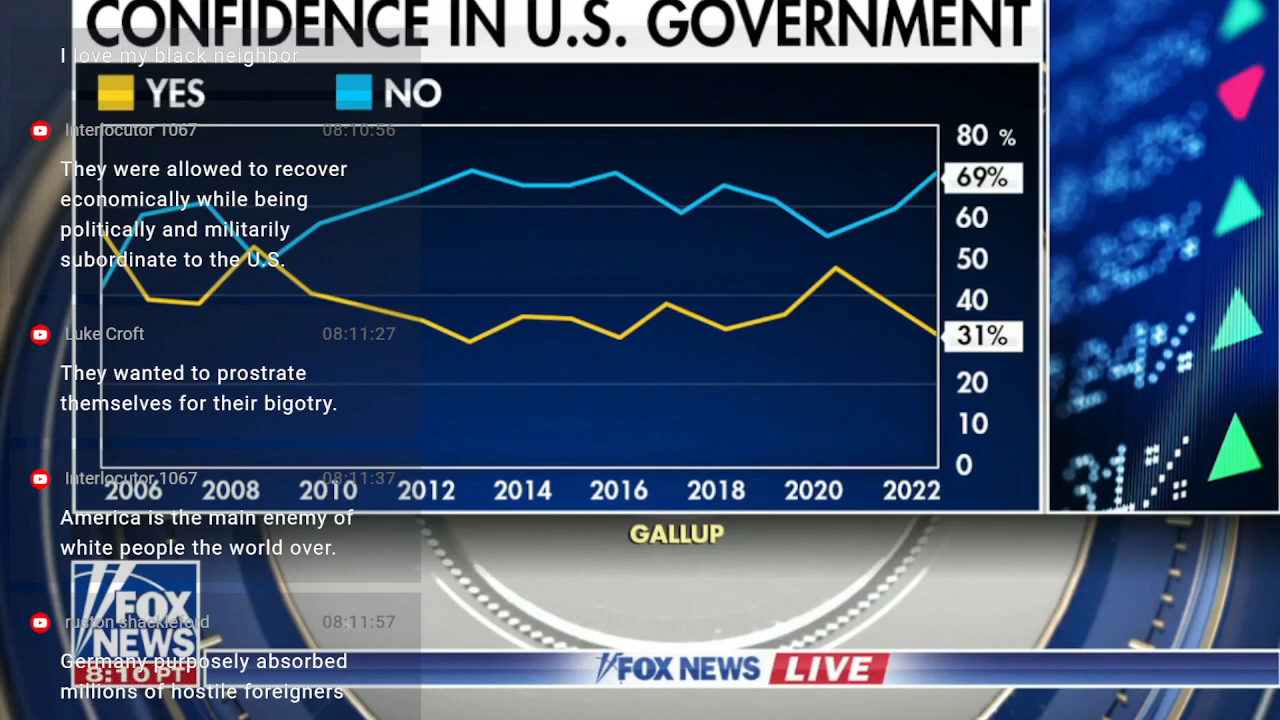 CONFIDENCE IN U.S. GOVERNMENT
I love my black neighbor
YES NO
Interlocutor 1067 08:10:56
They were allowed to recover
economically while being
politically and militarily
subordinate to the U.S.
Luke Croft 08:11:27
They wanted to prostrate
themselves for their bigotry.
Interlocutor 1067 08:11:37
America is the main enemy of
white people the world over.
ruston shackleford 08:11:57
Germany purposely absorbed
millions of hostile foreigners
80 %
69%
60
50
40
31%
20
10
0
2006 2008 2010 2012 2014 2016 2018 2020 2022
GALLUP
FOX
NEWS
8:10 PT
FOX NEWS LIVE